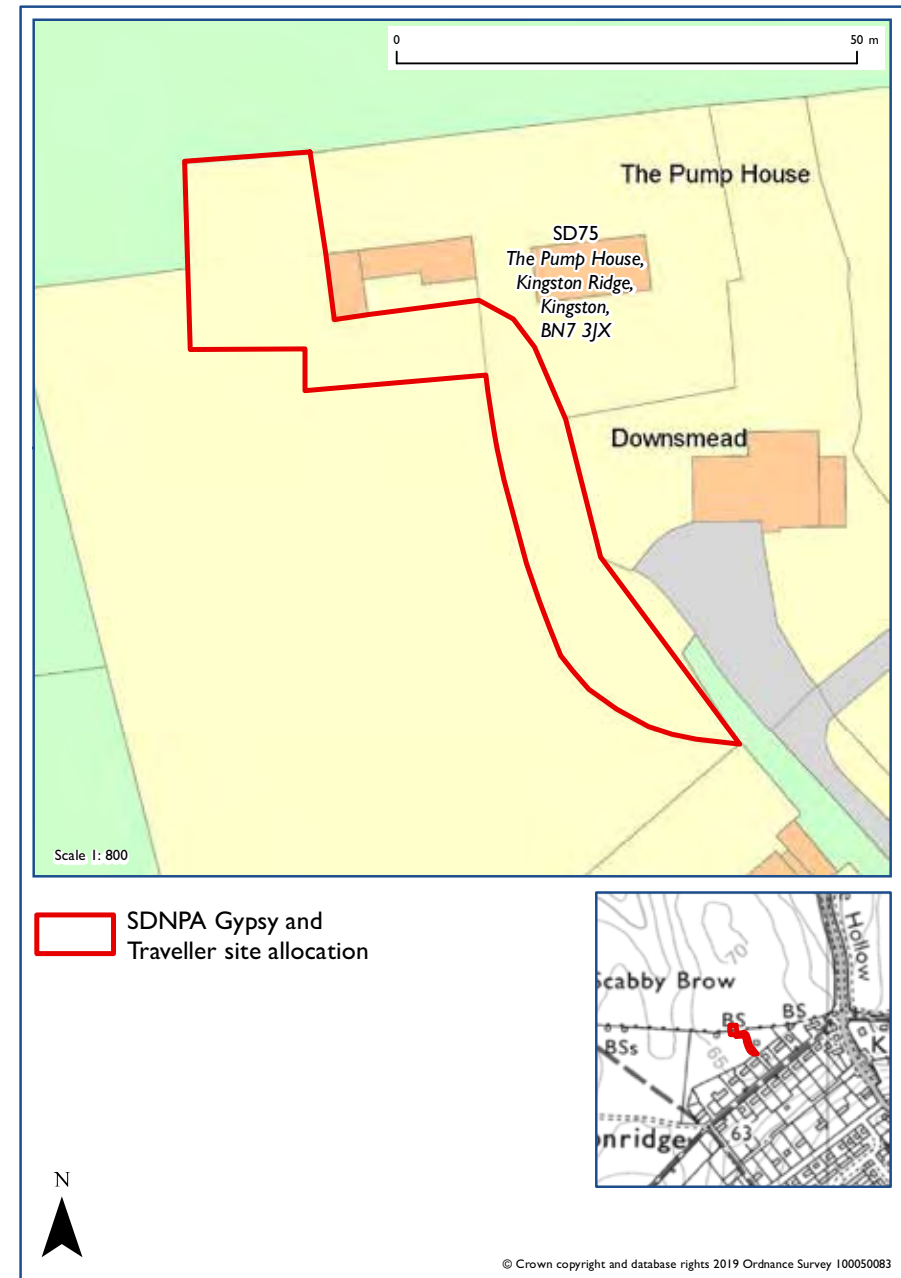 0 50 m
The Pump House
SD75
The Pump House,
Kingston Ridge,
Kingston,
BN7 3JX
Downsmead
Scale 1: 800
SDNPA Gypsy and
Traveller site allocation
Hollow
70
Scabby Brow
BS BS
BSs
65
K
nridge
63
N
© Crown copyright and database rights 2019 Ordnance Survey 100050083